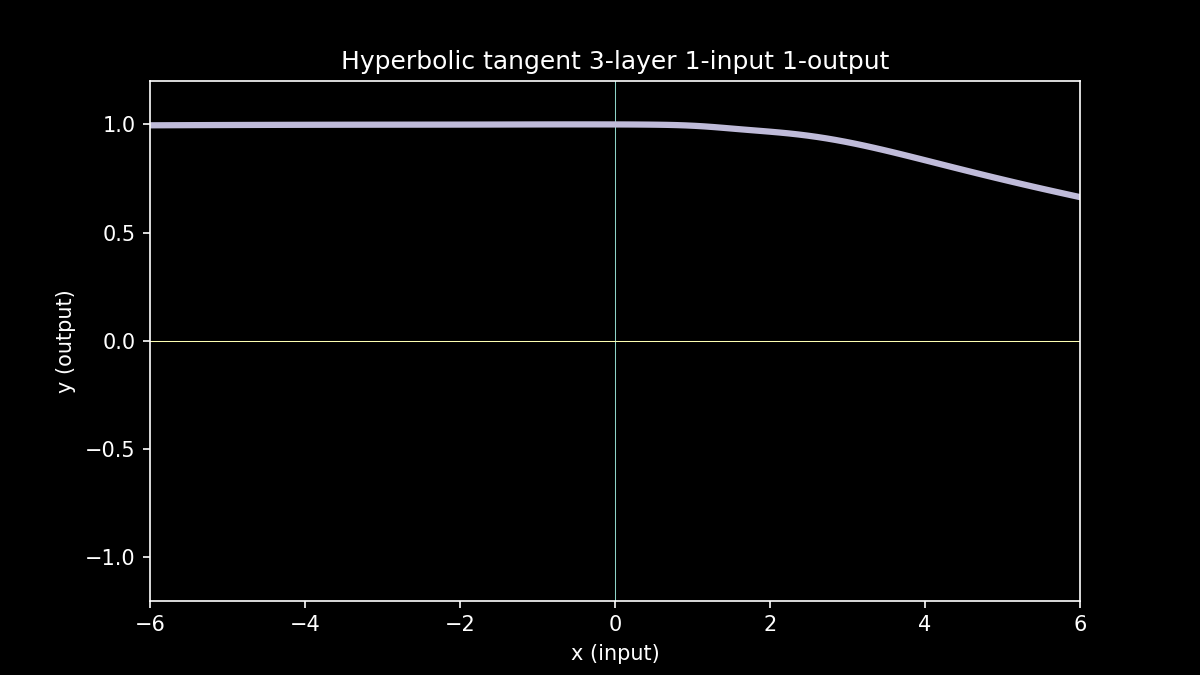 Hyperbolic tangent 3-layer 1-input 1-output
1.0
0.5
0.0
−0.5
−1.0
y (output)
−6 −4 −2 0 2 4 6
x (input)